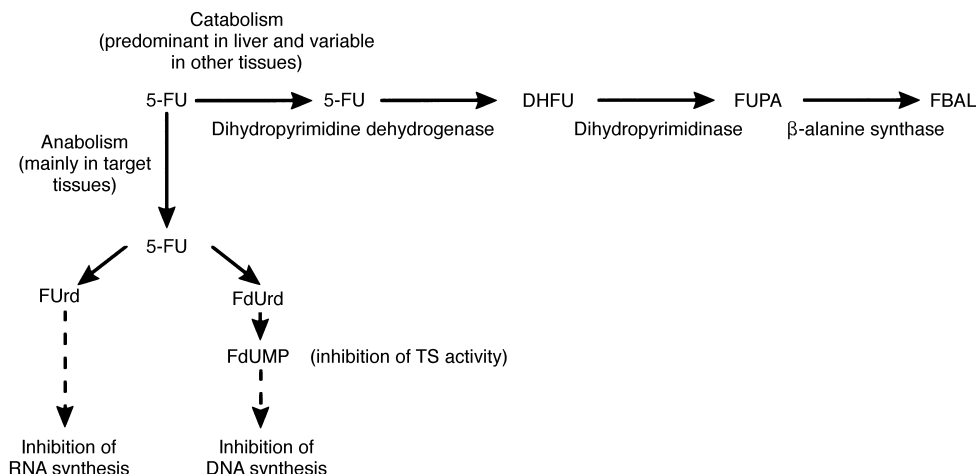 Catabolism
(predominant in liver and variable
in other tissues)
5-FU 5-FU DHFU FUPA FBAL
Dihydropyrimidine dehydrogenase Dihydropyrimidinase β-alanine synthase
Anabolism
(mainly in target
tissues)
5-FU
FUrd FdUrd
FdUMP (inhibition of TS activity)
Inhibition of Inhibition of
RNA synthesis DNA synthesis